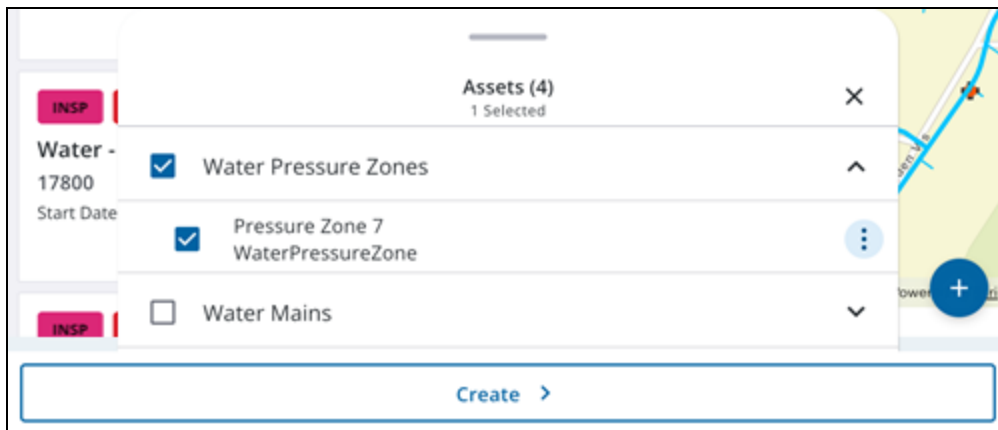 Assets (4)
1 Selected
INSP
Water -
17800
Start Date
Water Pressure Zones
Pressure Zone 7
WaterPressureZone
Water Mains
INSP
Create